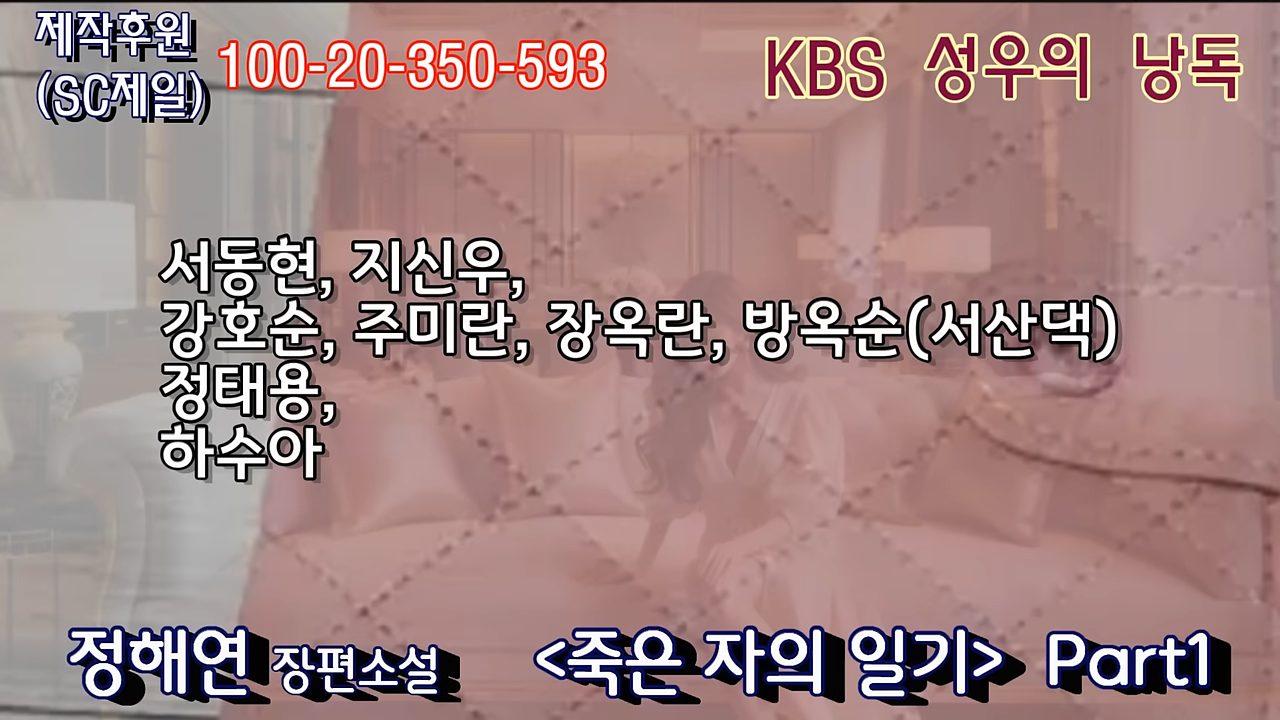 제작후원
(SC제일)
100-20-350-593
KBS 성우의 낭독
서동현, 지신우,
강호순, 주미란, 장옥란, 방옥순(서산댁)
정태용,
하수아
정해연 장편소설 <죽은 자의 일기> Part1